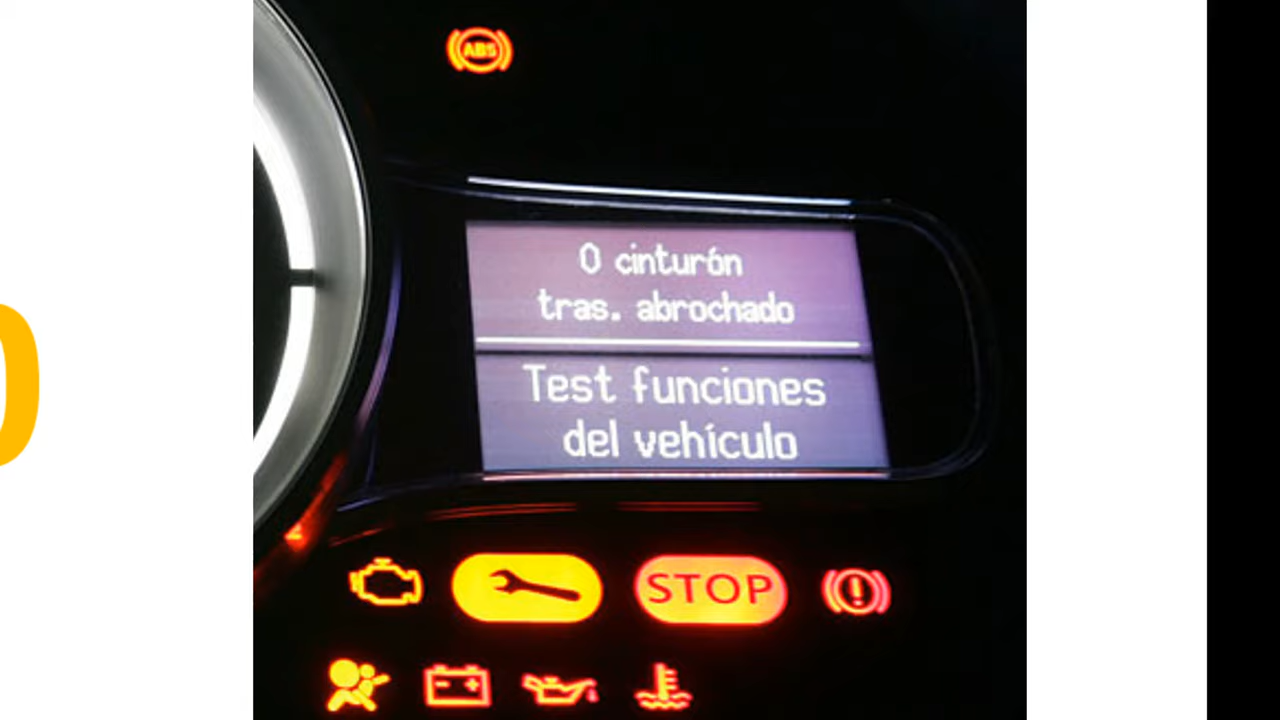 ABS
0 cinturón
tras. abrochado
Test funciones
del vehículo
STOP